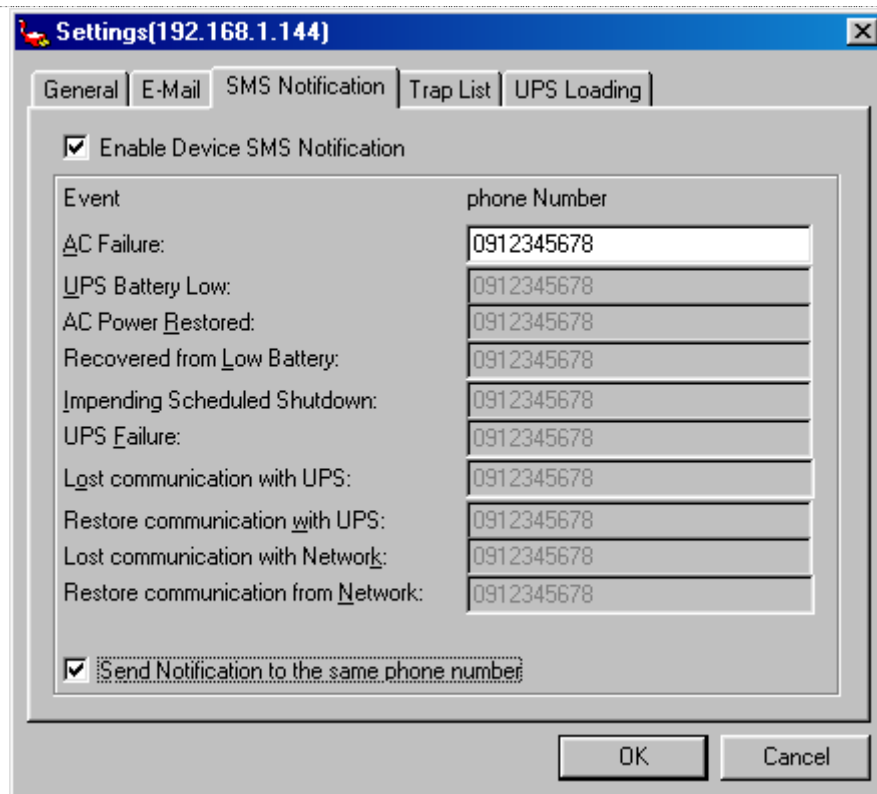 Settings(192.168.1.144)
General E-Mail SMS Notification Trap List UPS Loading
Enable Device SMS Notification
Event phone Number
AC Failure: 0912345678
UPS Battery Low: 0912345678
AC Power Restored: 0912345678
Recovered from Low Battery: 0912345678
Impending Scheduled Shutdown: 0912345678
UPS Failure: 0912345678
Lost communication with UPS: 0912345678
Restore communication with UPS: 0912345678
Lost communication with Network: 0912345678
Restore communication from Network: 0912345678
Send Notification to the same phone number
OK Cancel